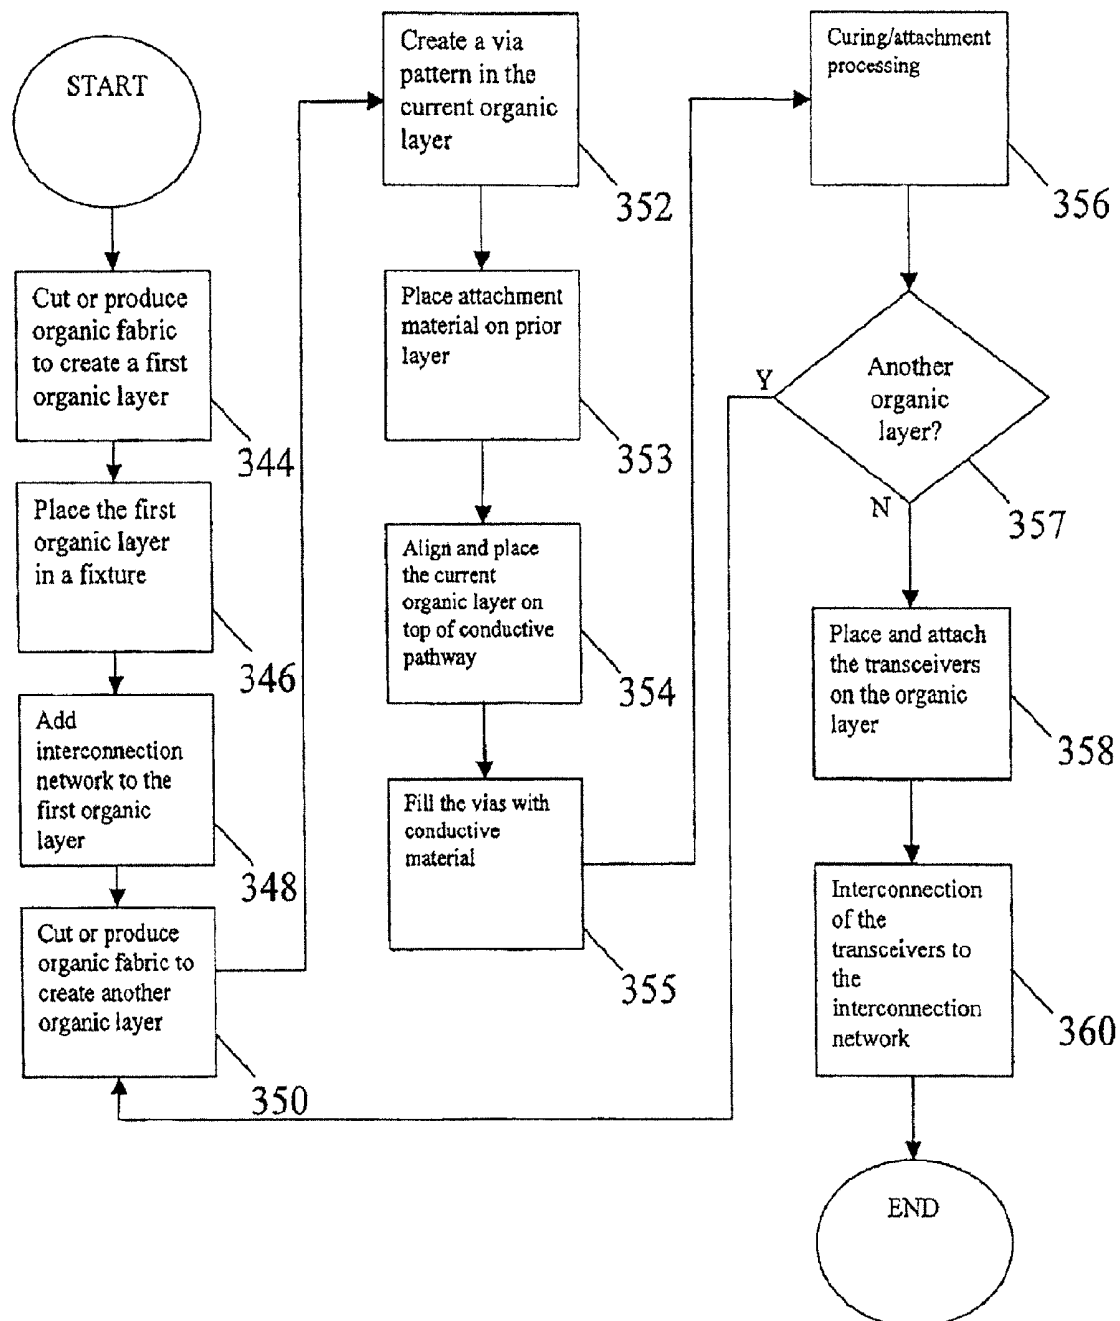 START
Cut or produce
organic fabric
to create a first
organic layer
344
Place the first
organic layer
in a fixture
346
Add
interconnection
network to the
first organic
layer
348
Cut or produce
organic fabric to
create another
organic layer
350
Create a via
pattern in the
current organic
layer
352
Place attachment
material on prior
layer
353
Align and place
the current
organic layer on
top of conductive
pathway
354
Fill the vias with
conductive
material
355
Curing/attachment
processing
356
Another
organic
layer?
Y
N
357
Place and attach
the transceivers
on the organic
layer
358
Interconnection
of the
transceivers to
the
interconnection
network
360
END